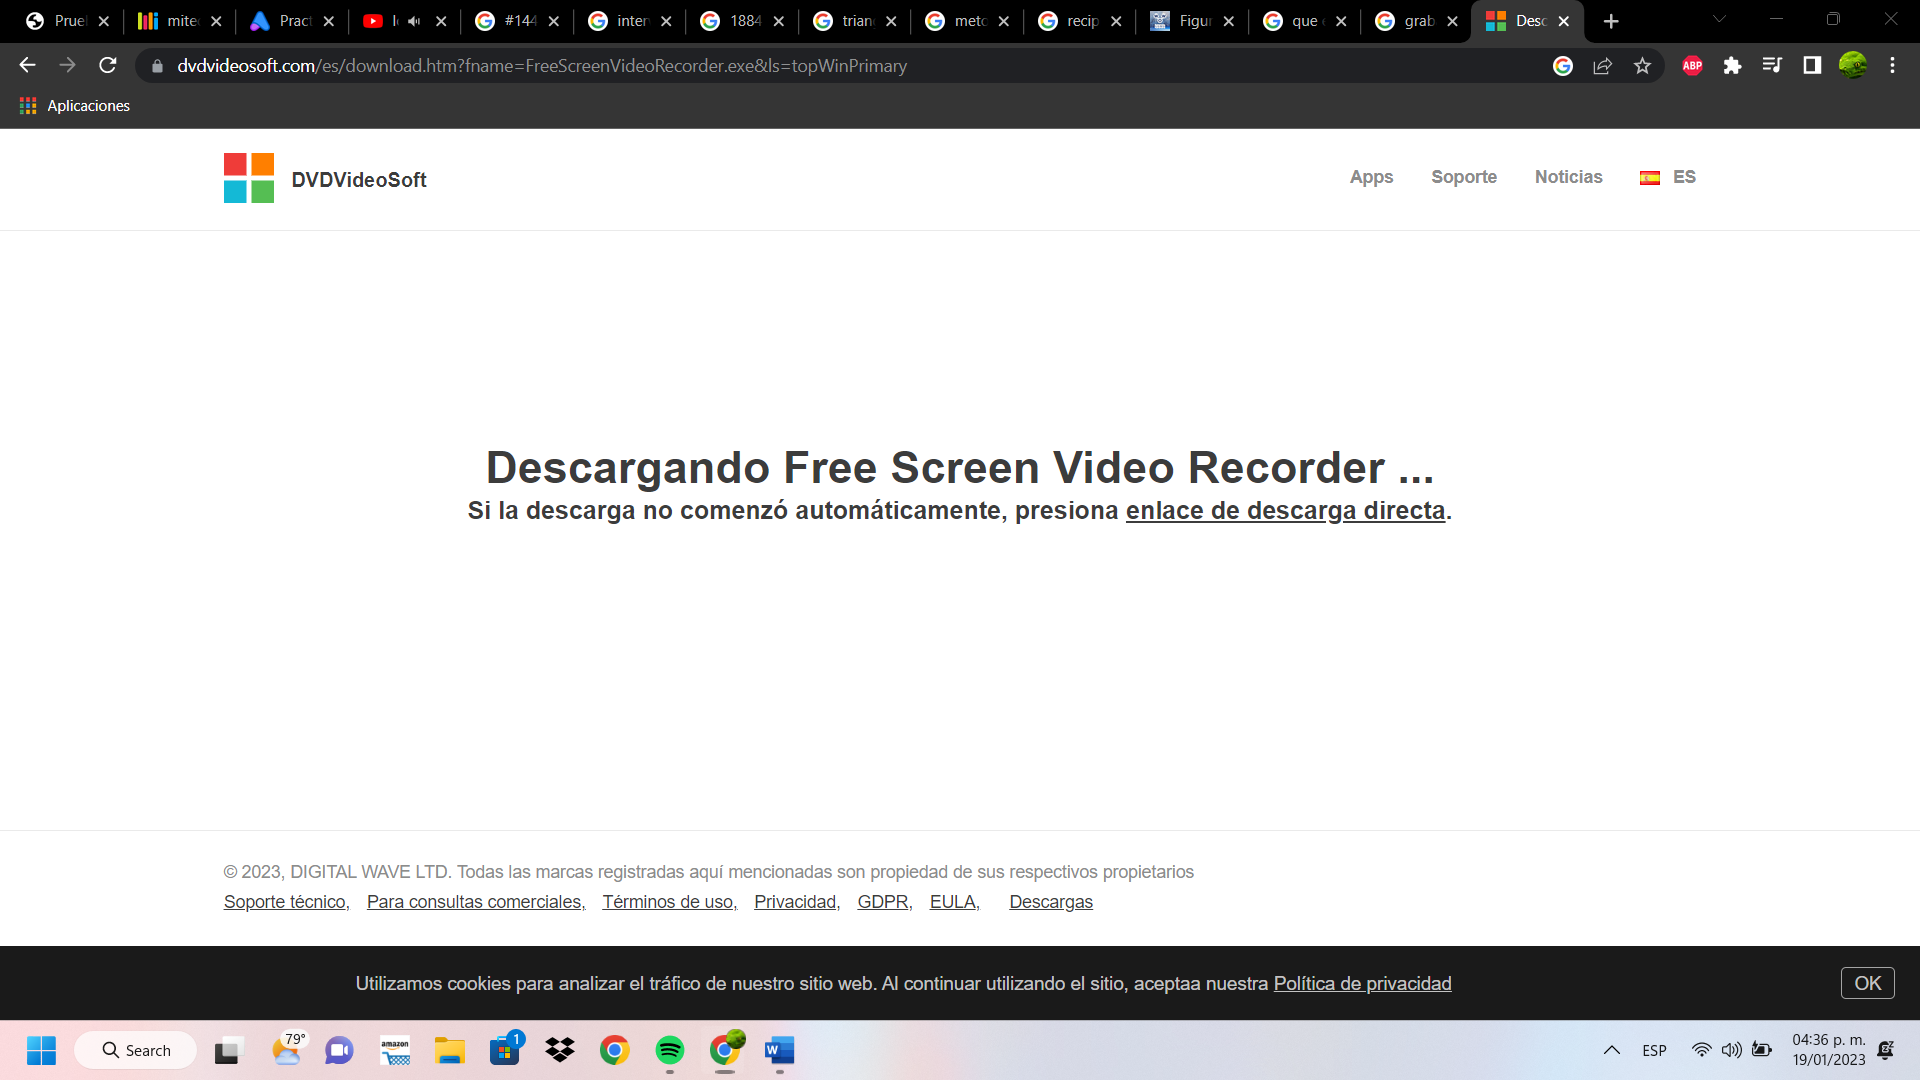 Pruel
mite
Pract
#144
inter
1884
trian
meto
recip
Figur
que
grab
Desc
dvdvideosoft.com/es/download.htm?fname=FreeScreenVideoRecorder.exe&ls=topWinPrimary
ABP
Aplicaciones
DVDVideoSoft
Apps Soporte Noticias ES
Descargando Free Screen Video Recorder ...
Si la descarga no comenzó automáticamente, presiona enlace de descarga directa.
© 2023, DIGITAL WAVE LTD. Todas las marcas registradas aquí mencionadas son propiedad de sus respectivos propietarios
Soporte técnico, Para consultas comerciales, Términos de uso, Privacidad, GDPR, EULA, Descargas
Utilizamos cookies para analizar el tráfico de nuestro sitio web. Al continuar utilizando el sitio, aceptaa nuestra Política de privacidad
OK
Search
79°
amazon
1
W
ESP
04:36 p. m.
19/01/2023